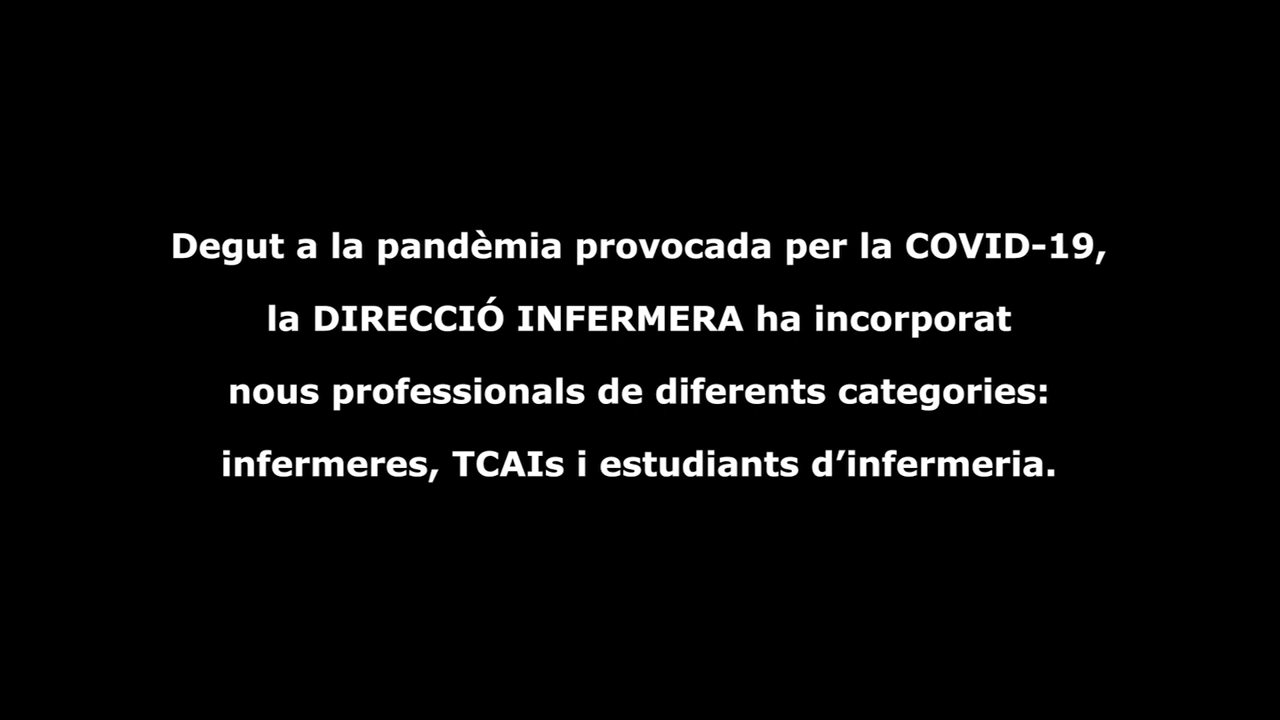 Degut a la pandèmia provocada per la COVID-19,
la DIRECCIÓ INFERMERA ha incorporat
nous professionals de diferents categories:
infermeres, TCAIs i estudiants d’infermeria.